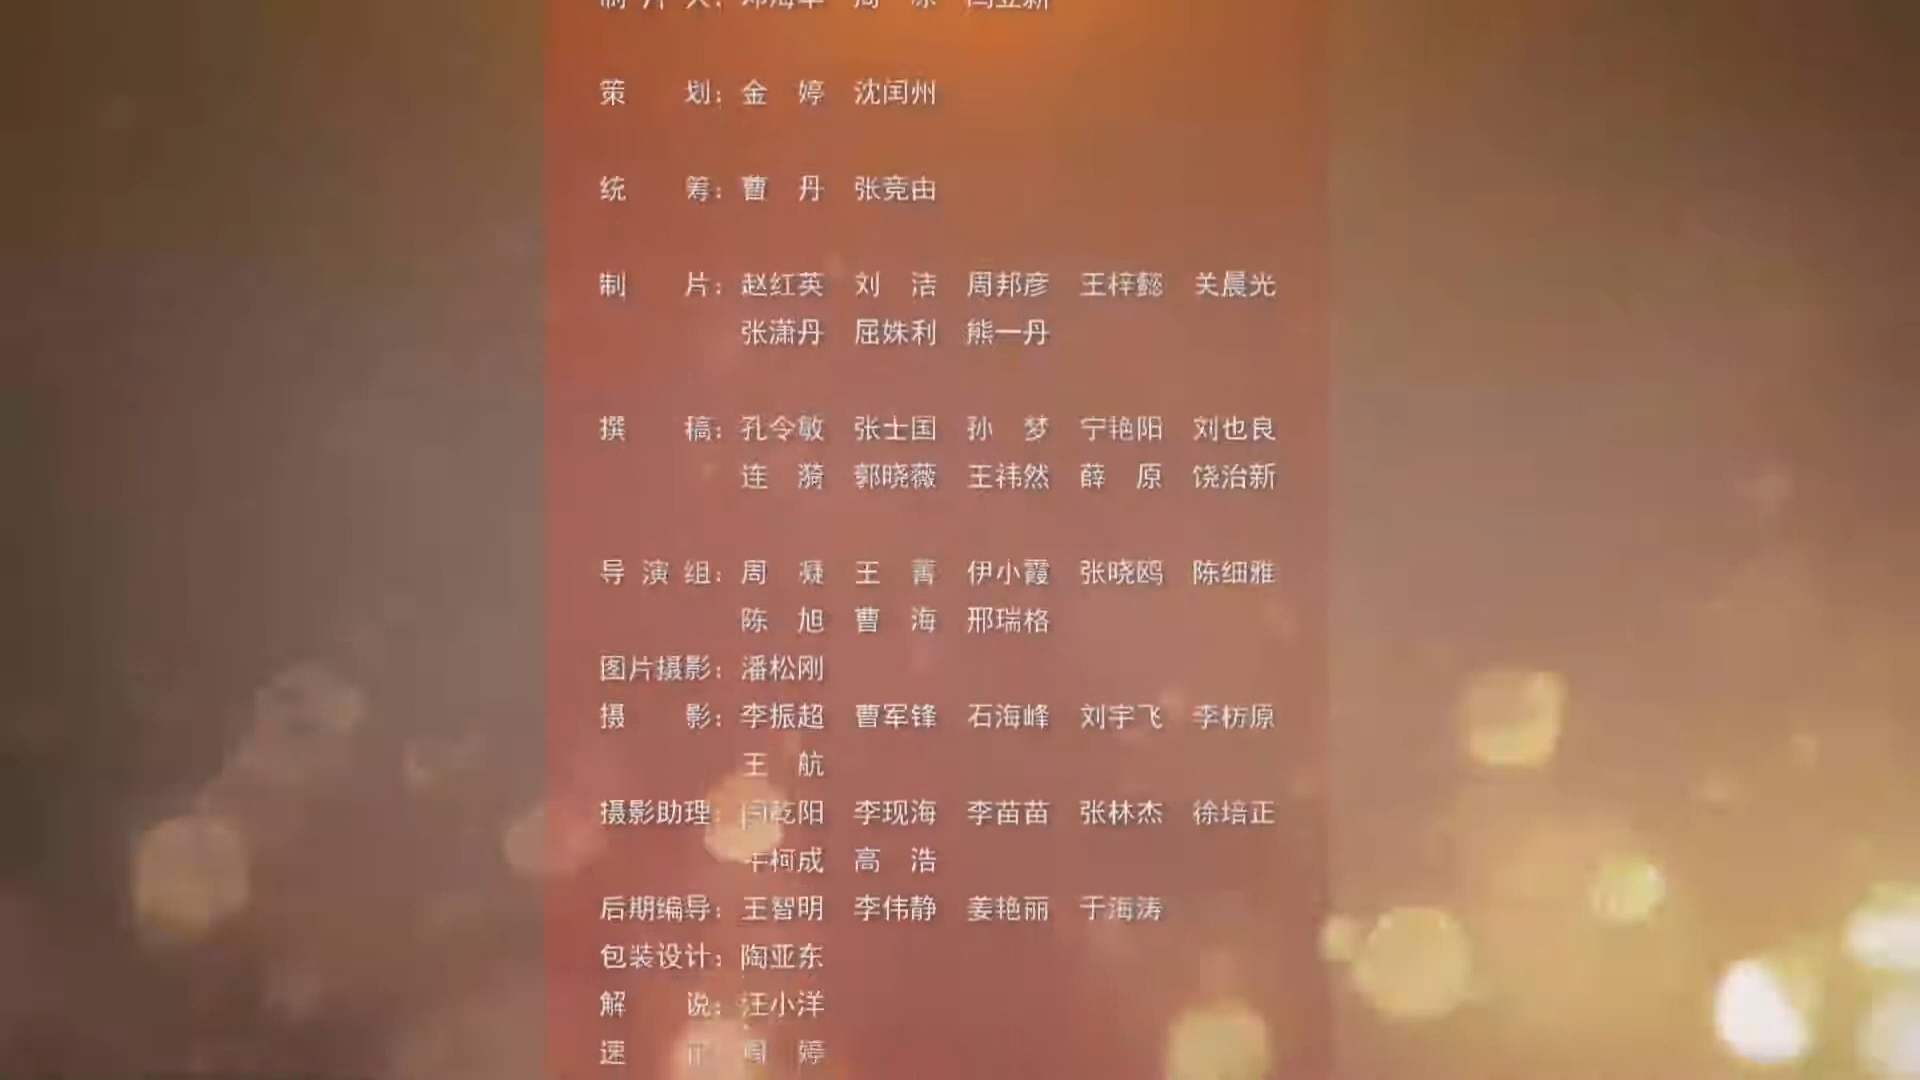 策 划：金 婷 沈闰州
统 筹：曹 丹 张竞由
制 片：赵红英 刘 洁 周邦彦 王梓懿 关晨光
张潇丹 屈姝利 熊一丹
撰 稿：孔令敏 张士国 孙 梦 宁艳阳 刘也良
连 漪 郭晓薇 王祎然 薛 原 饶治新
导 演 组：周 凝 王 菁 伊小霞 张晓鸥 陈细雅
陈 旭 曹 海 邢瑞格
图片摄影：潘松刚
摄 影：李振超 曹军锋 石海峰 刘宇飞 李枋原
王 航
摄影助理：闫乾阳 李现海 李苗苗 张林杰 徐培正
柯成 高 浩
后期编导：王智明 李伟静 姜艳丽 于海涛
包装设计：陶亚东
解 说：汪小洋
速 周 婷